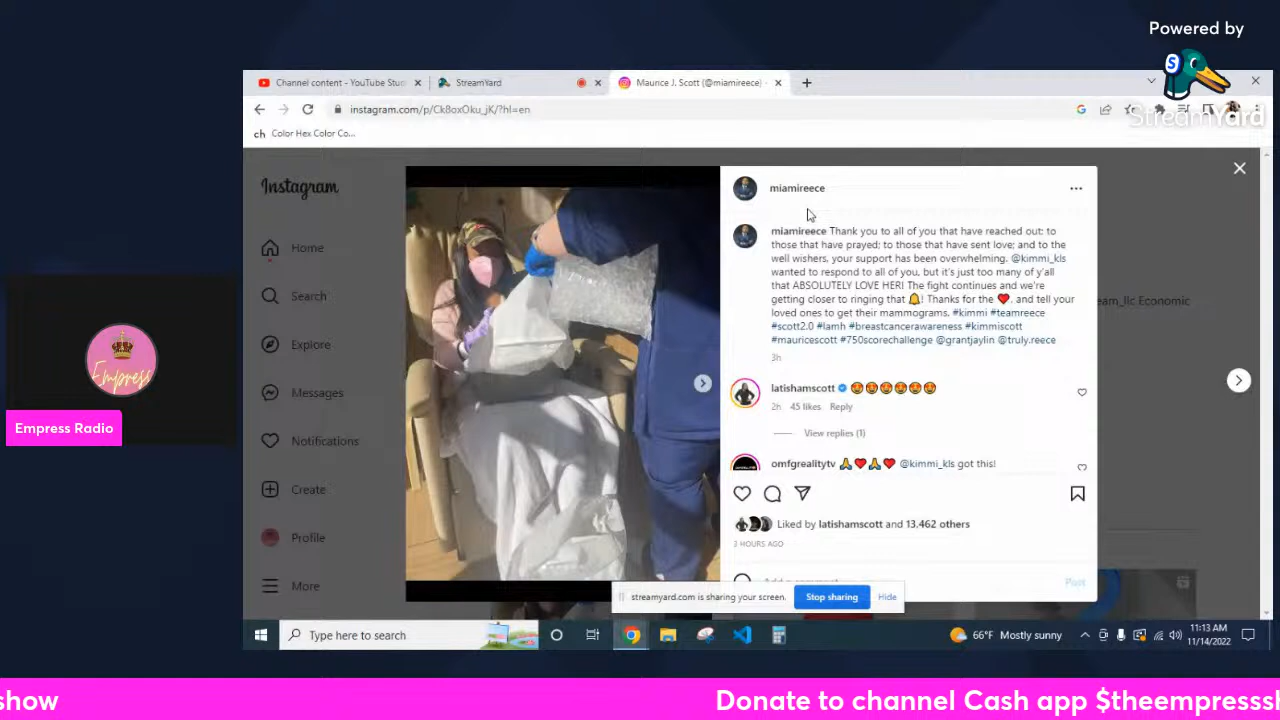 Powered by
StreamYard
Channel content - YouTube Stud
StreamYard
Maurice J. Scott (@miamireece) ·
instagram.com/p/Ck8oxOku_jK/?hl=en
ch Color Hex Color Co...
Instagram
Home
Search
Explore
Messages
Notifications
Create
Profile
More
miamireece
miamireece Thank you to all of you that have reached out: to
those that have prayed; to those that have sent love; and to the
well wishers, your support has been overwhelming. @kimmi_kls
wanted to respond to all of you, but it's just too many of y'all
that ABSOLUTELY LOVE HER! The fight continues and we're
getting closer to ringing that 🔔! Thanks for the ❤️, and tell your
loved ones to get their mammograms. #kimmi #teamreece
#scott2.0 #lamh #breastcancerawareness #kimmiscott
#mauricescott #750scorechallenge @grantjaylin @truly.reece
3h
latishamscott 😍😍😍😍😍😍
2h 45 likes Reply
View replies (1)
omfgrealitytv 🙏❤️🙏❤️ @kimmi_kls got this!
Liked by latishamscott and 13.462 others
3 HOURS AGO
Post
eam_llc Economic
streamyard.com is sharing your screen.
Stop sharing
Hide
Empress
Empress Radio
Type here to search
66°F Mostly sunny
11:13 AM
11/14/2022
show
Donate to channel Cash app $theempresssh